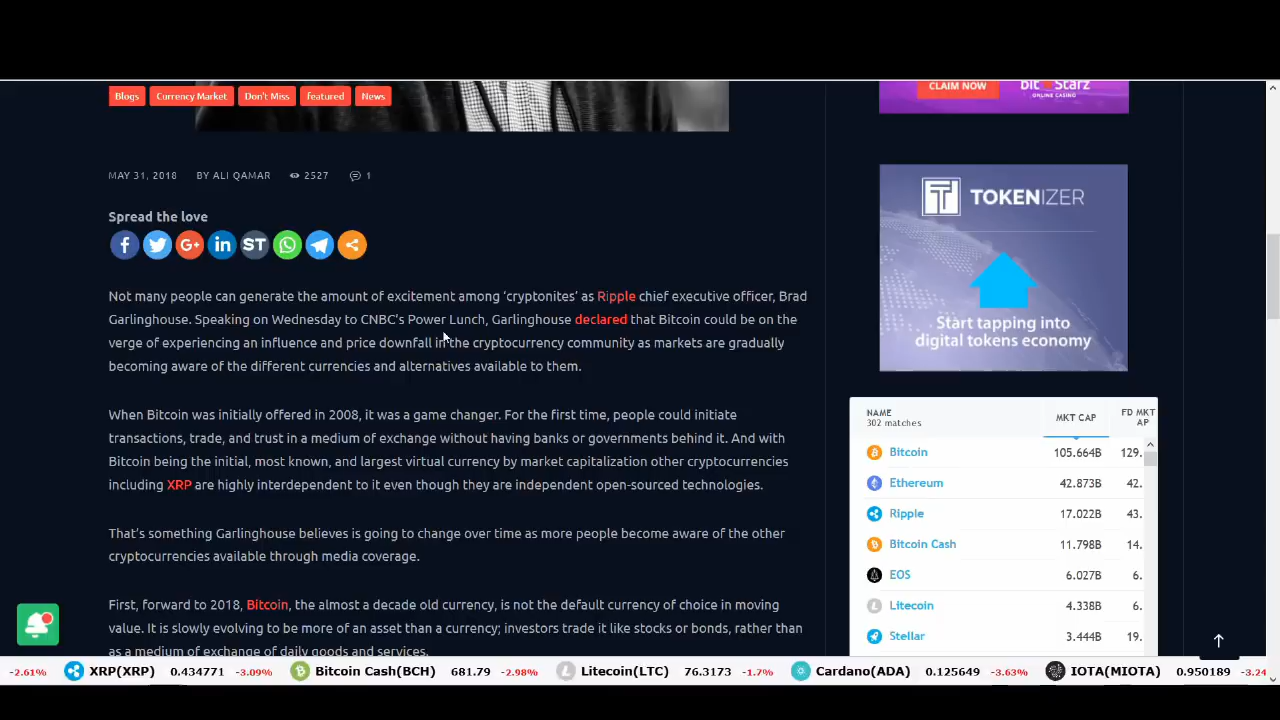 CLAIM NOW
bit Starz
ONLINE CASINO
Blogs
Currency Market
Don't Miss
featured
News
MAY 31, 2018 BY ALI QAMAR 2527 1
Spread the love
ST
Not many people can generate the amount of excitement among ‘cryptonites’ as Ripple chief executive officer, Brad
Garlinghouse. Speaking on Wednesday to CNBC’s Power Lunch, Garlinghouse declared that Bitcoin could be on the
verge of experiencing an influence and price downfall in the cryptocurrency community as markets are gradually
becoming aware of the different currencies and alternatives available to them.
When Bitcoin was initially offered in 2008, it was a game changer. For the first time, people could initiate
transactions, trade, and trust in a medium of exchange without having banks or governments behind it. And with
Bitcoin being the initial, most known, and largest virtual currency by market capitalization other cryptocurrencies
including XRP are highly interdependent to it even though they are independent open-sourced technologies.
That’s something Garlinghouse believes is going to change over time as more people become aware of the other
cryptocurrencies available through media coverage.
First, forward to 2018, Bitcoin, the almost a decade old currency, is not the default currency of choice in moving
value. It is slowly evolving to be more of an asset than a currency; investors trade it like stocks or bonds, rather than
as a medium of exchange of daily goods and services.
TOKENIZER
Start tapping into
digital tokens economy
NAME MKT CAP FD MKT
302 matches AP
Bitcoin 105.664B 129.
Ethereum 42.873B 42.
Ripple 17.022B 43.
Bitcoin Cash 11.798B 14.
EOS 6.027B 6.
Litecoin 4.338B 6.
Stellar 3.444B 19.
-2.61% XRP(XRP) 0.434771 -3.09% Bitcoin Cash(BCH) 681.79 -2.98% Litecoin(LTC) 76.3173 -1.7% Cardano(ADA) 0.125649 -3.63% IOTA(MIOTA) 0.950189 -3.24